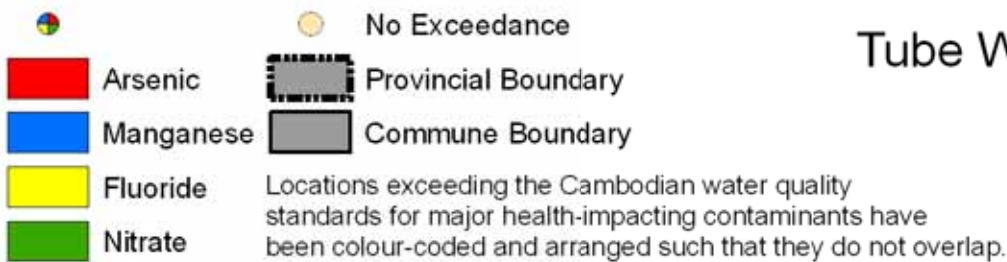 No Exceedance
Tube W
Arsenic
Provincial Boundary
Manganese
Commune Boundary
Fluoride
Nitrate
Locations exceeding the Cambodian water quality
standards for major health-impacting contaminants have
been colour-coded and arranged such that they do not overlap.